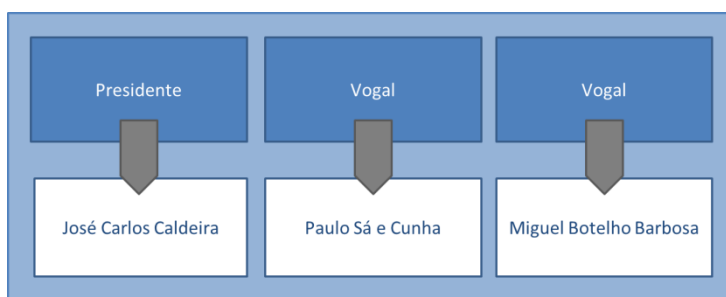 Presidente
Vogal
Vogal
José Carlos Caldeira
Paulo Sá e Cunha
Miguel Botelho Barbosa